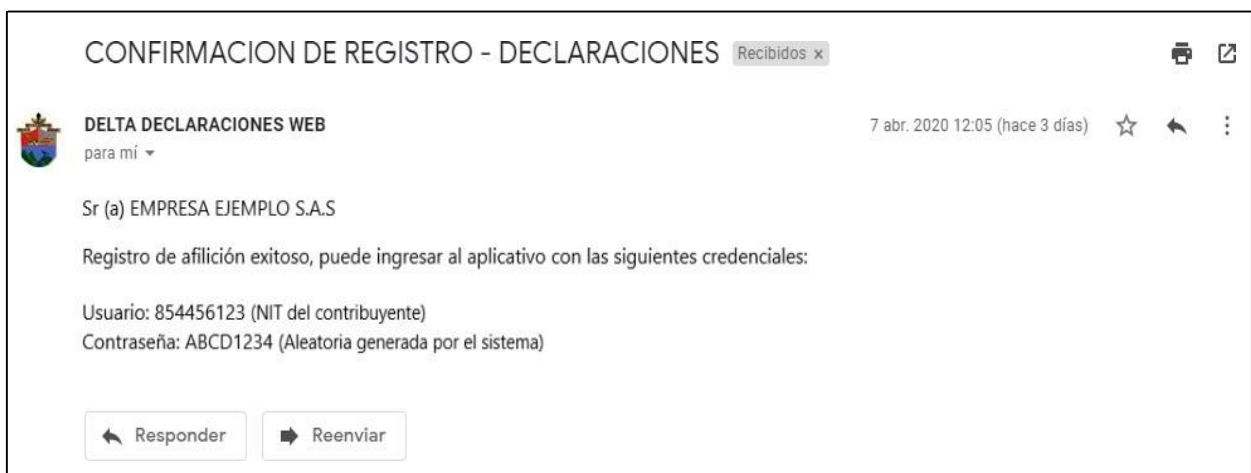 CONFIRMACION DE REGISTRO - DECLARACIONES Recibidos x
DELTA DECLARACIONES WEB 7 abr. 2020 12:05 (hace 3 días)
para mí
Sr (a) EMPRESA EJEMPLO S.A.S
Registro de afilición exitoso, puede ingresar al aplicativo con las siguientes credenciales:
Usuario: 854456123 (NIT del contribuyente)
Contraseña: ABCD1234 (Aleatoria generada por el sistema)
Responder Reenviar